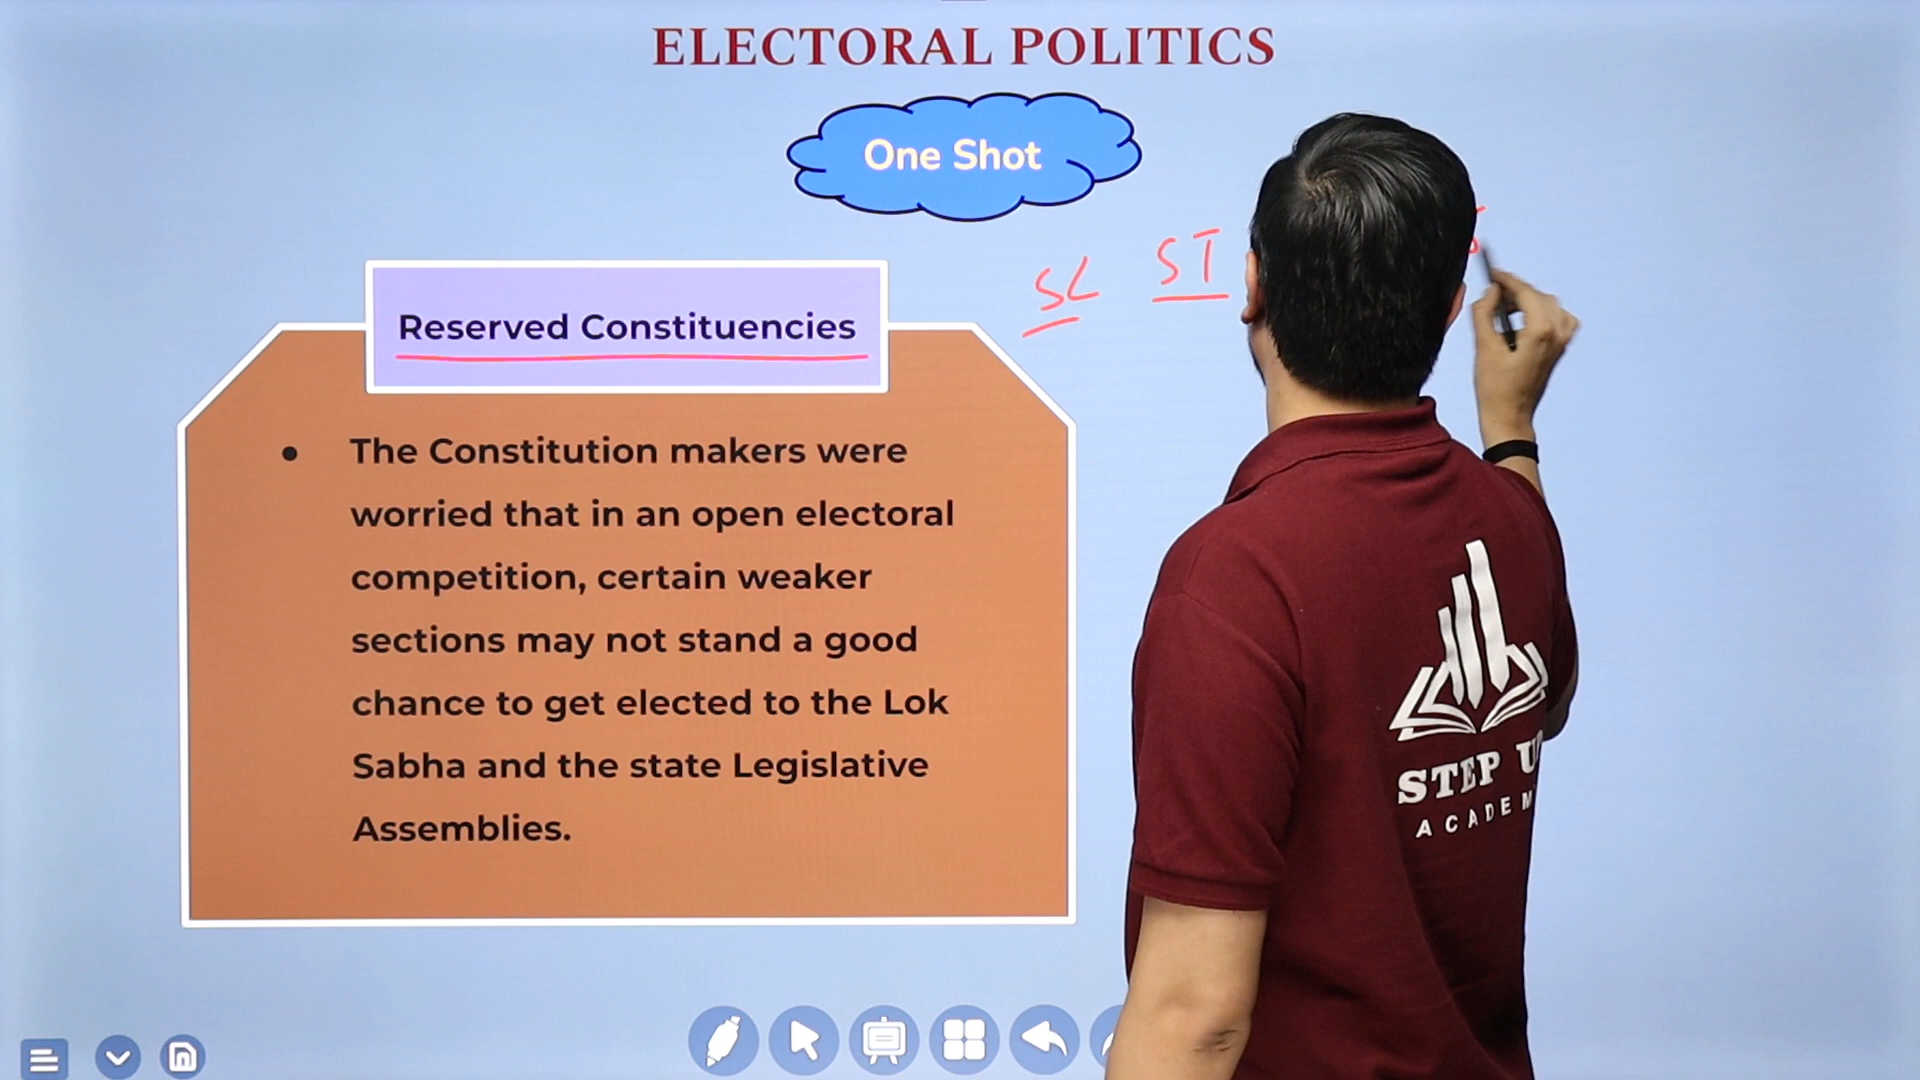 ELECTORAL POLITICS
One Shot
SC ST
Reserved Constituencies
• The Constitution makers were
worried that in an open electoral
competition, certain weaker
sections may not stand a good
chance to get elected to the Lok
Sabha and the state Legislative
Assemblies.
STEP U
ACADEM